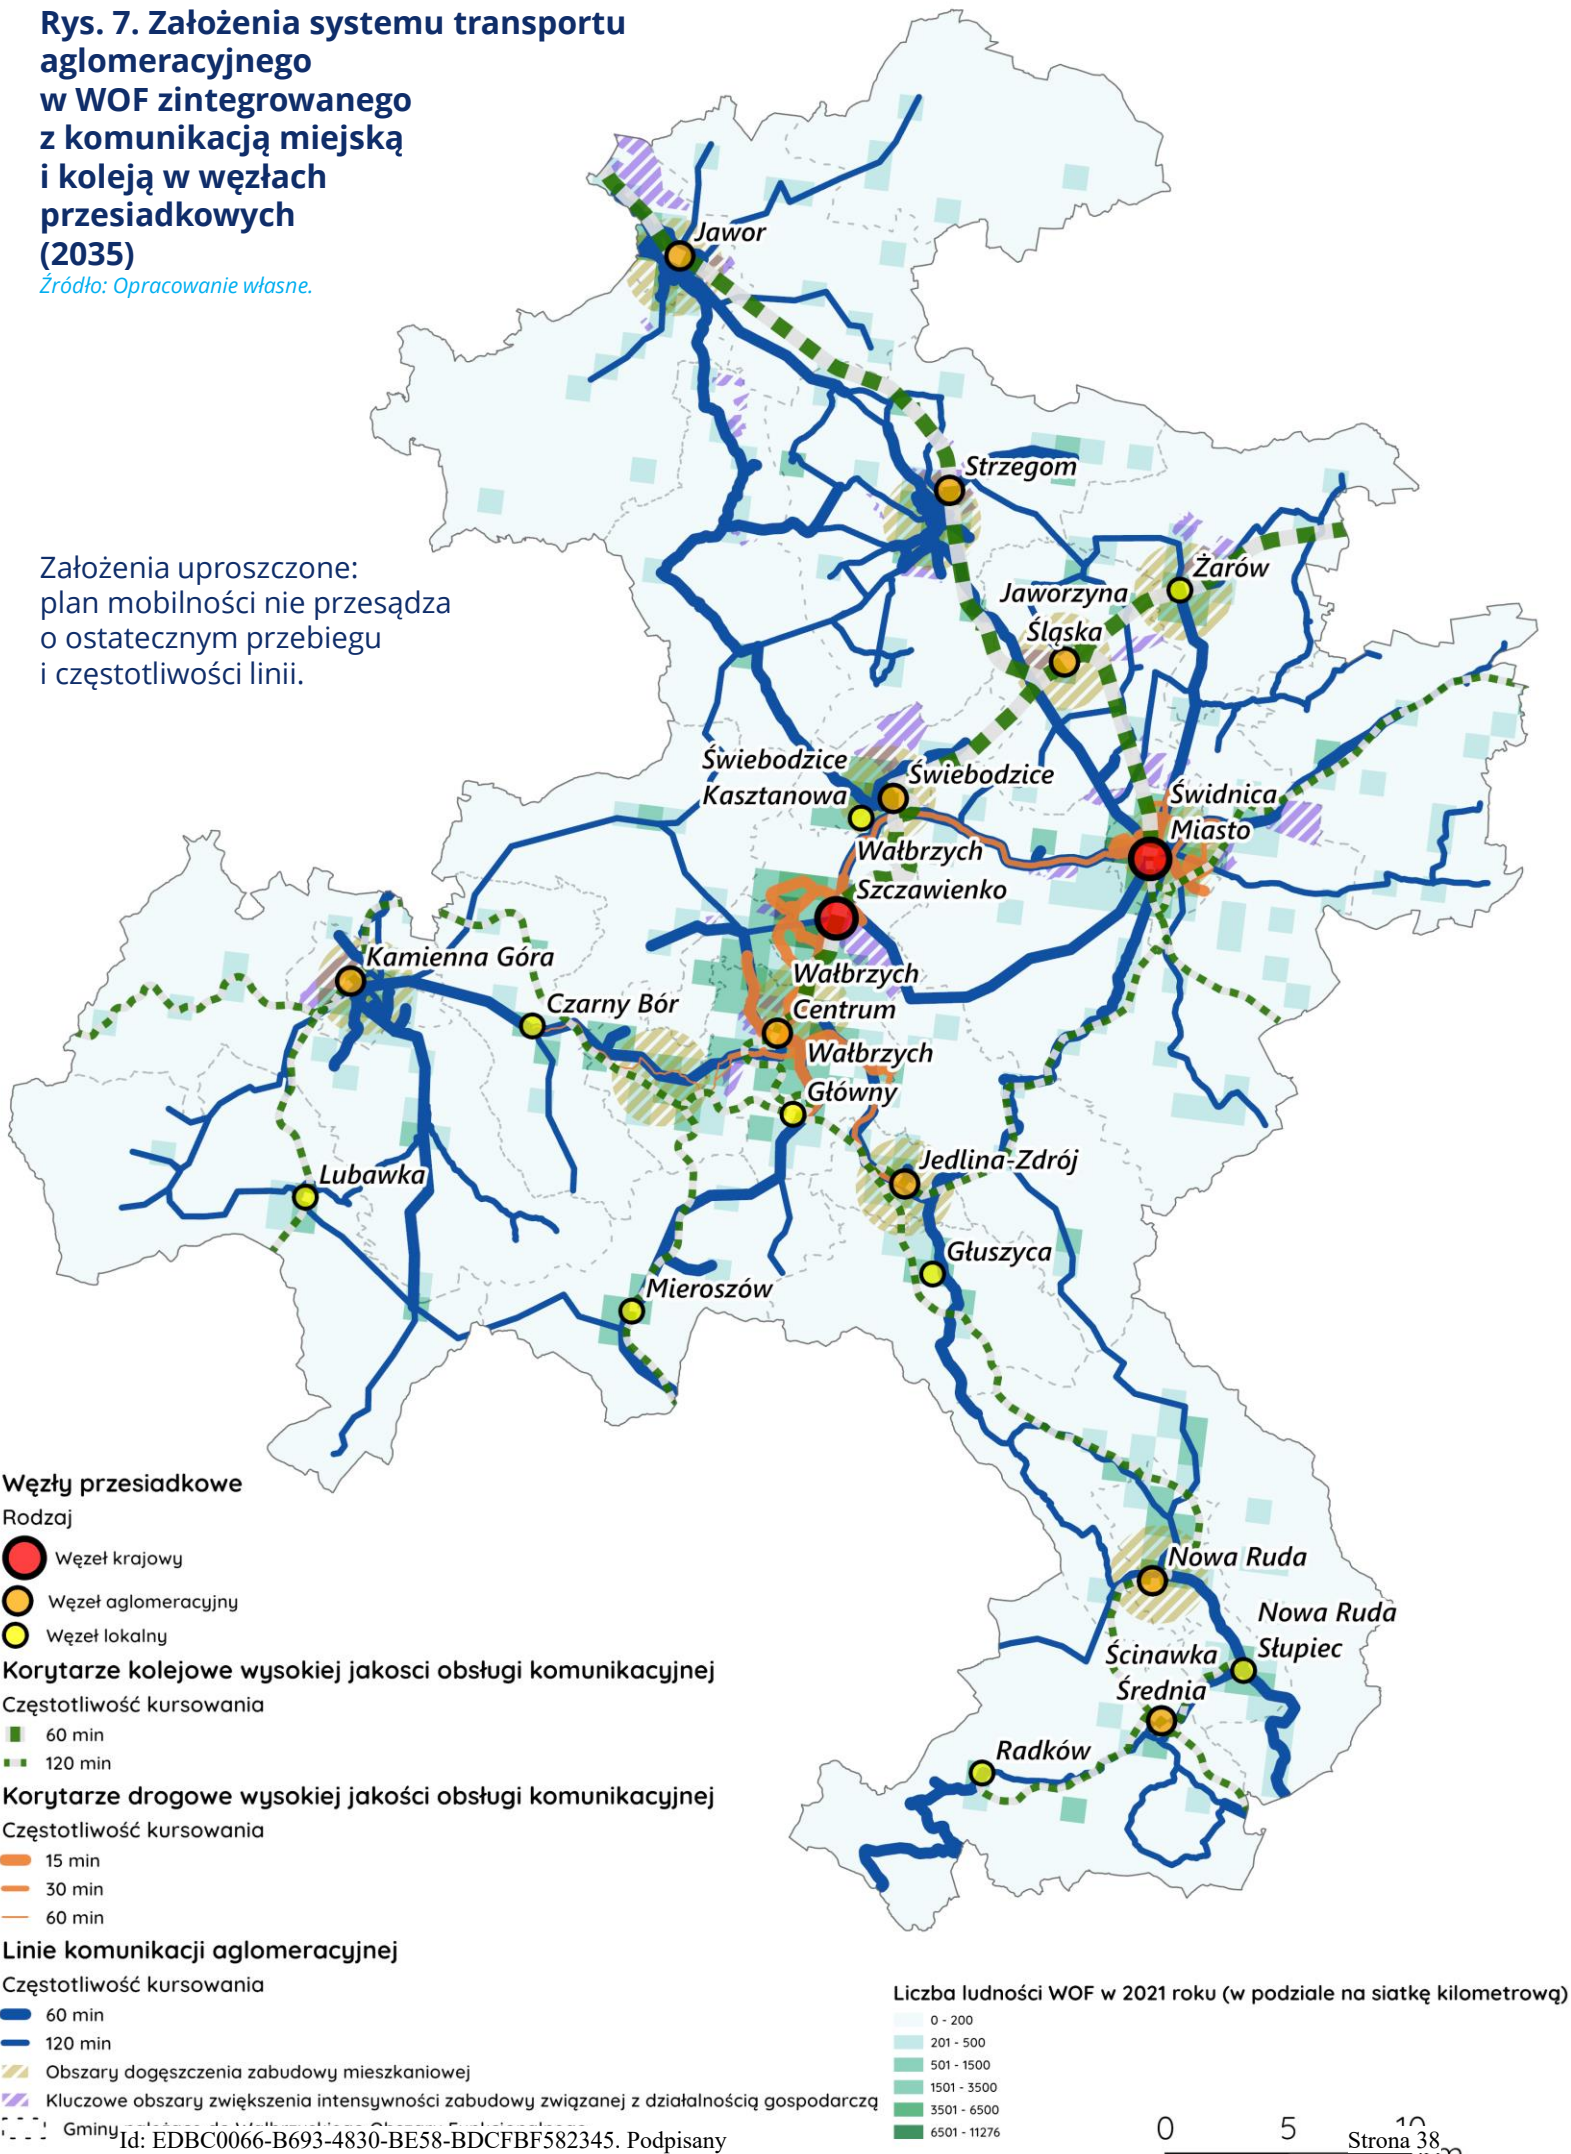 Rys. 7. Założenia systemu transportu
aglomeracyjnego
w WOF zintegrowanego
z komunikacją miejską
i koleją w węzłach
przesiadkowych
(2035)
Źródło: Opracowanie własne.
Założenia uproszczone:
plan mobilności nie przesądza
o ostatecznym przebiegu
i częstotliwości linii.
Jawor
Strzegom
Żarów
Jaworzyna
Śląska
Świebodzice
Kasztanowa
Świebodzice
Świdnica
Miasto
Wałbrzych
Szczawienko
Kamienna Góra
Czarny Bór
Wałbrzych
Centrum
Wałbrzych
Główny
Jedlina-Zdrój
Lubawka
Głuszyca
Mieroszów
Nowa Ruda
Nowa Ruda
Słupiec
Ścinawka
Średnia
Radków
Węzły przesiadkowe
Rodzaj
Węzeł krajowy
Węzeł aglomeracyjny
Węzeł lokalny
Korytarze kolejowe wysokiej jakosci obsługi komunikacyjnej
Częstotliwość kursowania
60 min
120 min
Korytarze drogowe wysokiej jakości obsługi komunikacyjnej
Częstotliwość kursowania
15 min
30 min
60 min
Linie komunikacji aglomeracyjnej
Częstotliwość kursowania
60 min
120 min
Obszary dogęszczenia zabudowy mieszkaniowej
Kluczowe obszary zwiększenia intensywności zabudowy związanej z działalnością gospodarczą
Gminy
Liczba ludności WOF w 2021 roku (w podziale na siatkę kilometrową)
0 - 200
201 - 500
501 - 1500
1501 - 3500
3501 - 6500
6501 - 11276
0 5 10
Id: EDBC0066-B693-4830-BE58-BDCFBF582345. Podpisany
Strona 38